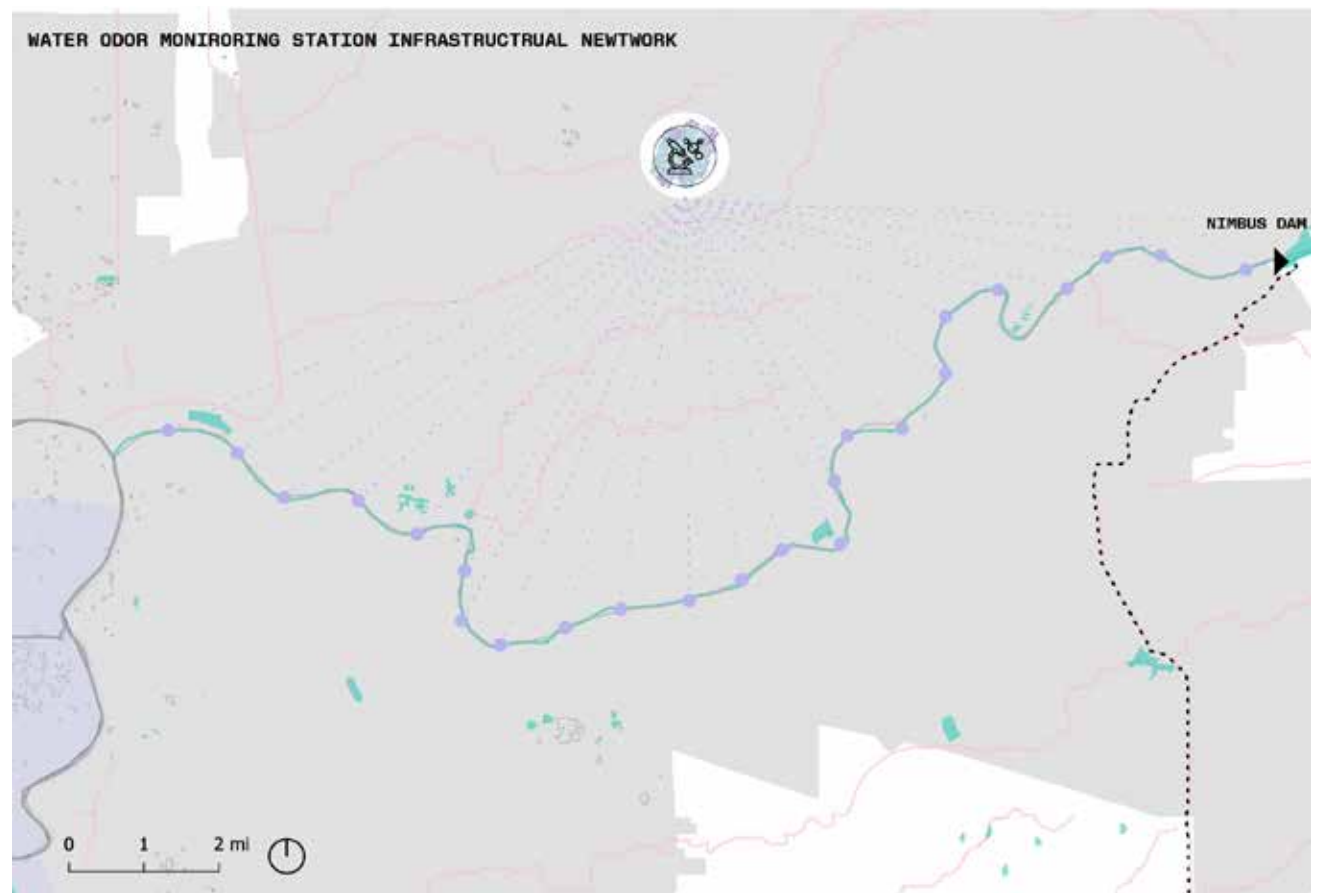 WATER ODOR MONIRORING STATION INFRASTRUCTRUAL NEWTWORK
NIMBUS DAM
0 1 2 mi